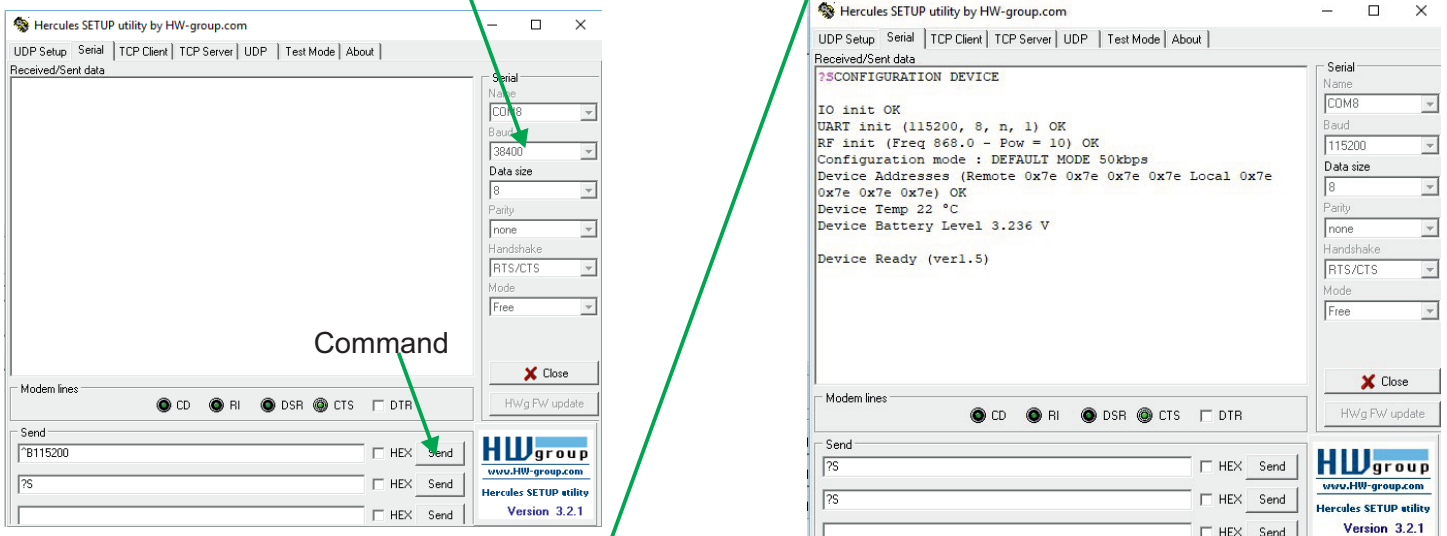 Hercules SETUP utility by HW-group.com
UDP Setup Serial TCP Client TCP Server UDP Test Mode About
Received/Sent data
Serial
Name
COM8
Baud
38400
Data size
8
Parity
none
Handshake
RTS/CTS
Mode
Free
Command
Close
Modem lines
CD RI DSR CTS DTR
HWg FW update
Send
^B115200 HEX Send
?S HEX Send
HEX Send
HW group
www.HW-group.com
Hercules SETUP utility
Version 3.2.1
Hercules SETUP utility by HW-group.com
UDP Setup Serial TCP Client TCP Server UDP Test Mode About
Received/Sent data
?SCONFIGURATION DEVICE
IO init OK
UART init (115200, 8, n, 1) OK
RF init (Freq 868.0 - Pow = 10) OK
Configuration mode : DEFAULT MODE 50kbps
Device Addresses (Remote 0x7e 0x7e 0x7e 0x7e Local 0x7e
0x7e 0x7e 0x7e) OK
Device Temp 22 °C
Device Battery Level 3.236 V
Device Ready (ver1.5)
Serial
Name
COM8
Baud
115200
Data size
8
Parity
none
Handshake
RTS/CTS
Mode
Free
Close
Modem lines
CD RI DSR CTS DTR
HWg FW update
Send
?S HEX Send
?S HEX Send
HEX Send
HW group
www.HW-group.com
Hercules SETUP utility
Version 3.2.1